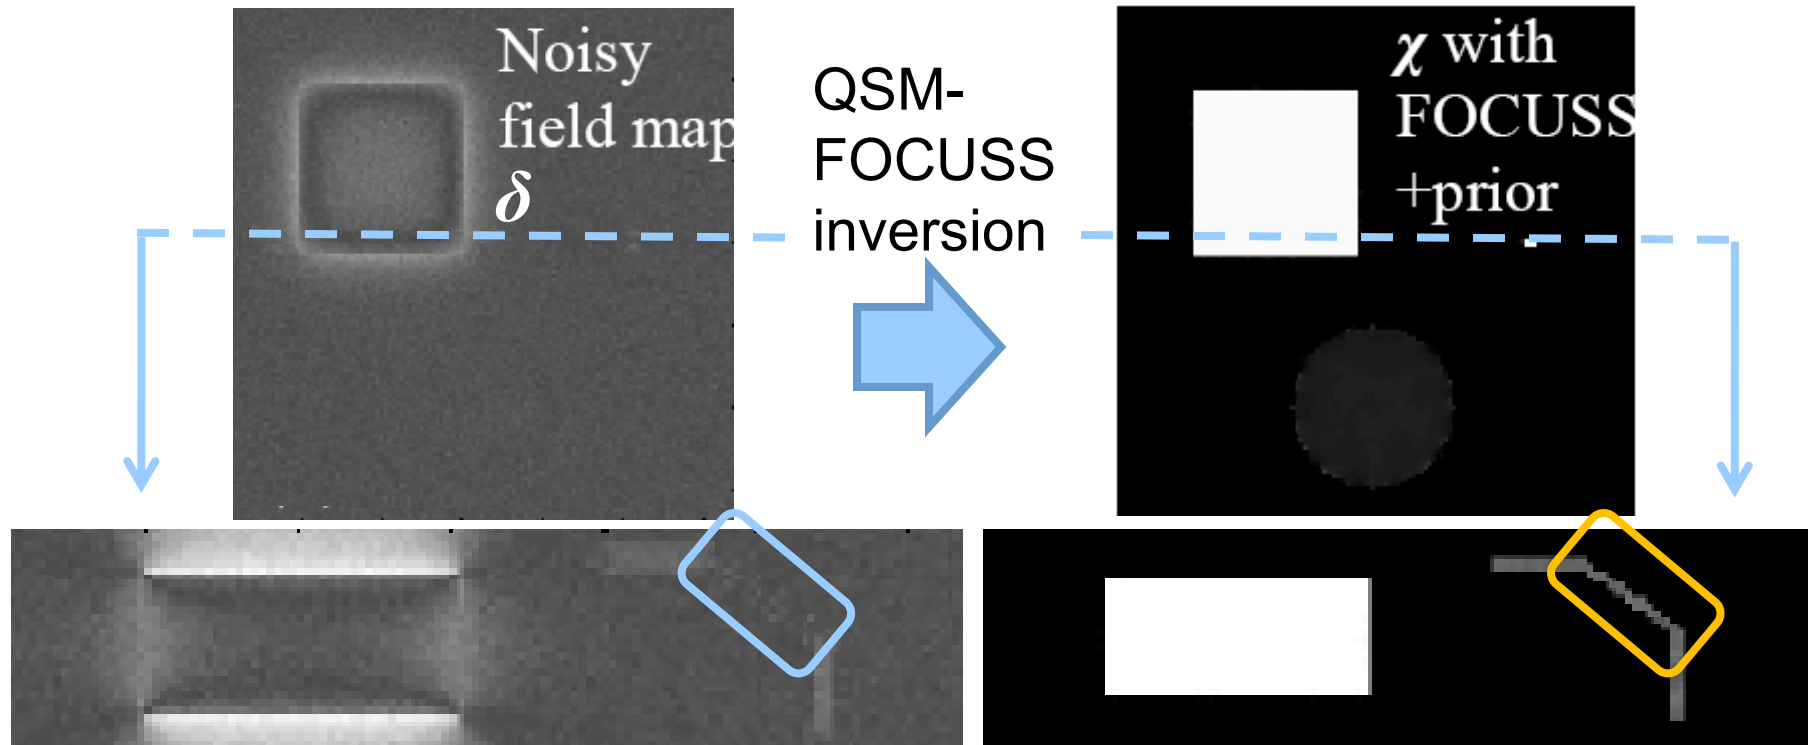 Noisy
field map
δ
QSM-
FOCUSS
inversion
χ with
FOCUSS
+prior